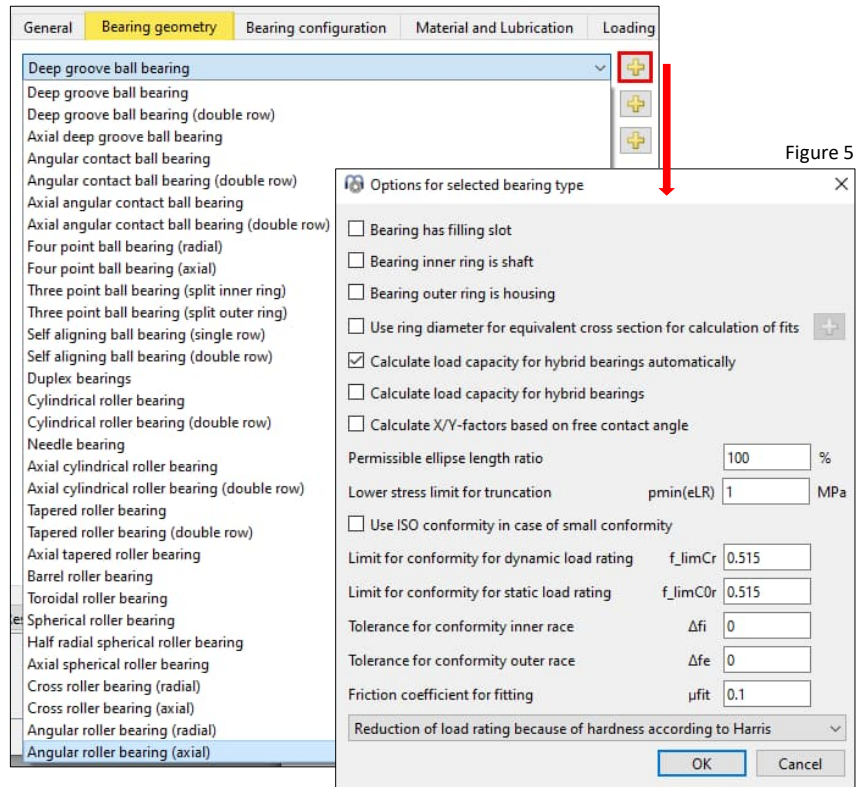 General Bearing geometry Bearing configuration Material and Lubrication Loading
Deep groove ball bearing
Deep groove ball bearing
Deep groove ball bearing (double row)
Axial deep groove ball bearing
Angular contact ball bearing
Angular contact ball bearing (double row)
Axial angular contact ball bearing
Axial angular contact ball bearing (double row)
Four point ball bearing (radial)
Four point ball bearing (axial)
Three point ball bearing (split inner ring)
Three point ball bearing (split outer ring)
Self aligning ball bearing (single row)
Self aligning ball bearing (double row)
Duplex bearings
Cylindrical roller bearing
Cylindrical roller bearing (double row)
Needle bearing
Axial cylindrical roller bearing
Axial cylindrical roller bearing (double row)
Tapered roller bearing
Tapered roller bearing (double row)
Axial tapered roller bearing
Barrel roller bearing
Toroidal roller bearing
Spherical roller bearing
Half radial spherical roller bearing
Axial spherical roller bearing
Cross roller bearing (radial)
Cross roller bearing (axial)
Angular roller bearing (radial)
Angular roller bearing (axial)
Figure 5
Options for selected bearing type
Bearing has filling slot
Bearing inner ring is shaft
Bearing outer ring is housing
Use ring diameter for equivalent cross section for calculation of fits
Calculate load capacity for hybrid bearings automatically
Calculate load capacity for hybrid bearings
Calculate X/Y-factors based on free contact angle
Permissible ellipse length ratio 100 %
Lower stress limit for truncation pmin(eLR) 1 MPa
Use ISO conformity in case of small conformity
Limit for conformity for dynamic load rating f_limCr 0.515
Limit for conformity for static load rating f_limC0r 0.515
Tolerance for conformity inner race Δfi 0
Tolerance for conformity outer race Δfe 0
Friction coefficient for fitting μfit 0.1
Reduction of load rating because of hardness according to Harris
OK Cancel